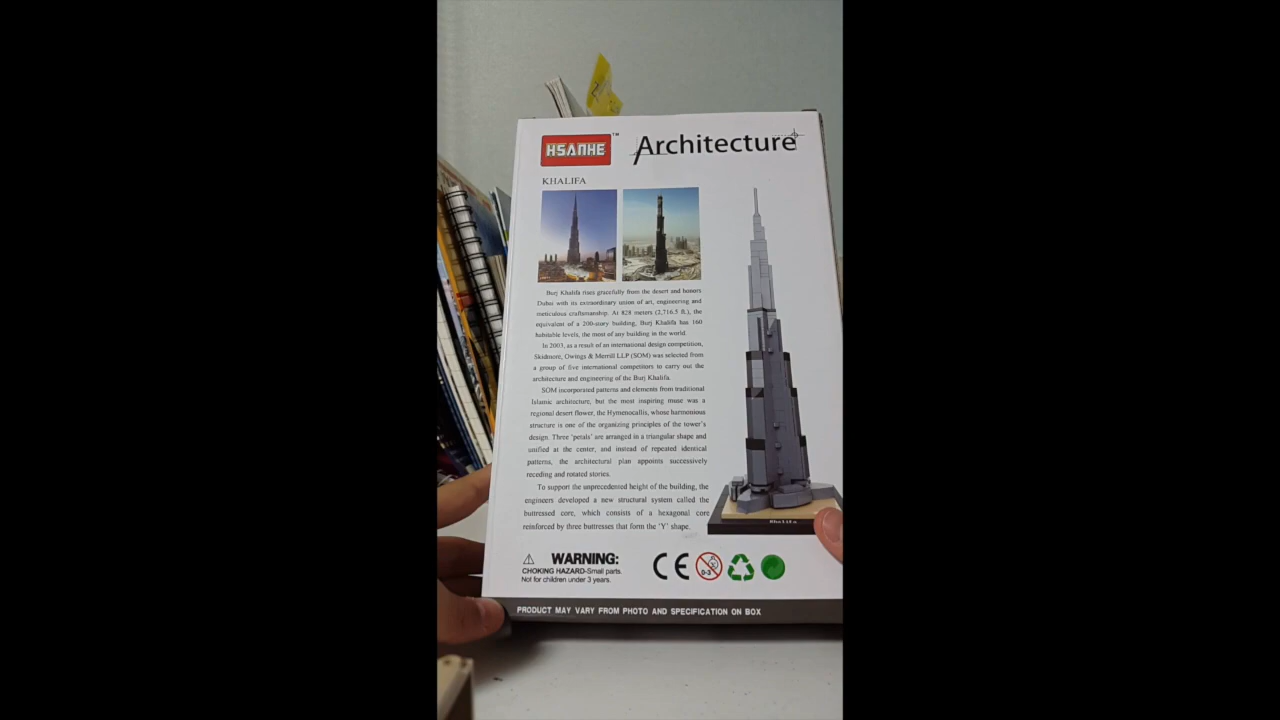 HSANHE™ Architecture
KHALIFA
Burj Khalifa rises gracefully from the desert and honors
Dubai with its extraordinary union of art, engineering and
meticulous craftsmanship. At 828 meters (2,716.5 ft.), the
equivalent of a 200-story building, Burj Khalifa has 160
habitable levels, the most of any building in the world.
In 2003, as a result of an international design competition,
Skidmore, Owings & Merrill LLP (SOM) was selected from
a group of five international competitors to carry out the
architecture and engineering of the Burj Khalifa.
SOM incorporated patterns and elements from traditional
Islamic architecture, but the most inspiring muse was a
regional desert flower, the Hymenocallis, whose harmonious
structure is one of the organizing principles of the tower's
design. Three 'petals' are arranged in a triangular shape and
unified at the center, and instead of repeated identical
patterns, the architectural plan appoints successively
receding and rotated stories.
To support the unprecedented height of the building, the
engineers developed a new structural system called the
buttressed core, which consists of a hexagonal core
reinforced by three buttresses that form the 'Y' shape.
Khalifa
WARNING:
CHOKING HAZARD-Small parts.
Not for children under 3 years.
CE
0-3
PRODUCT MAY VARY FROM PHOTO AND SPECIFICATION ON BOX